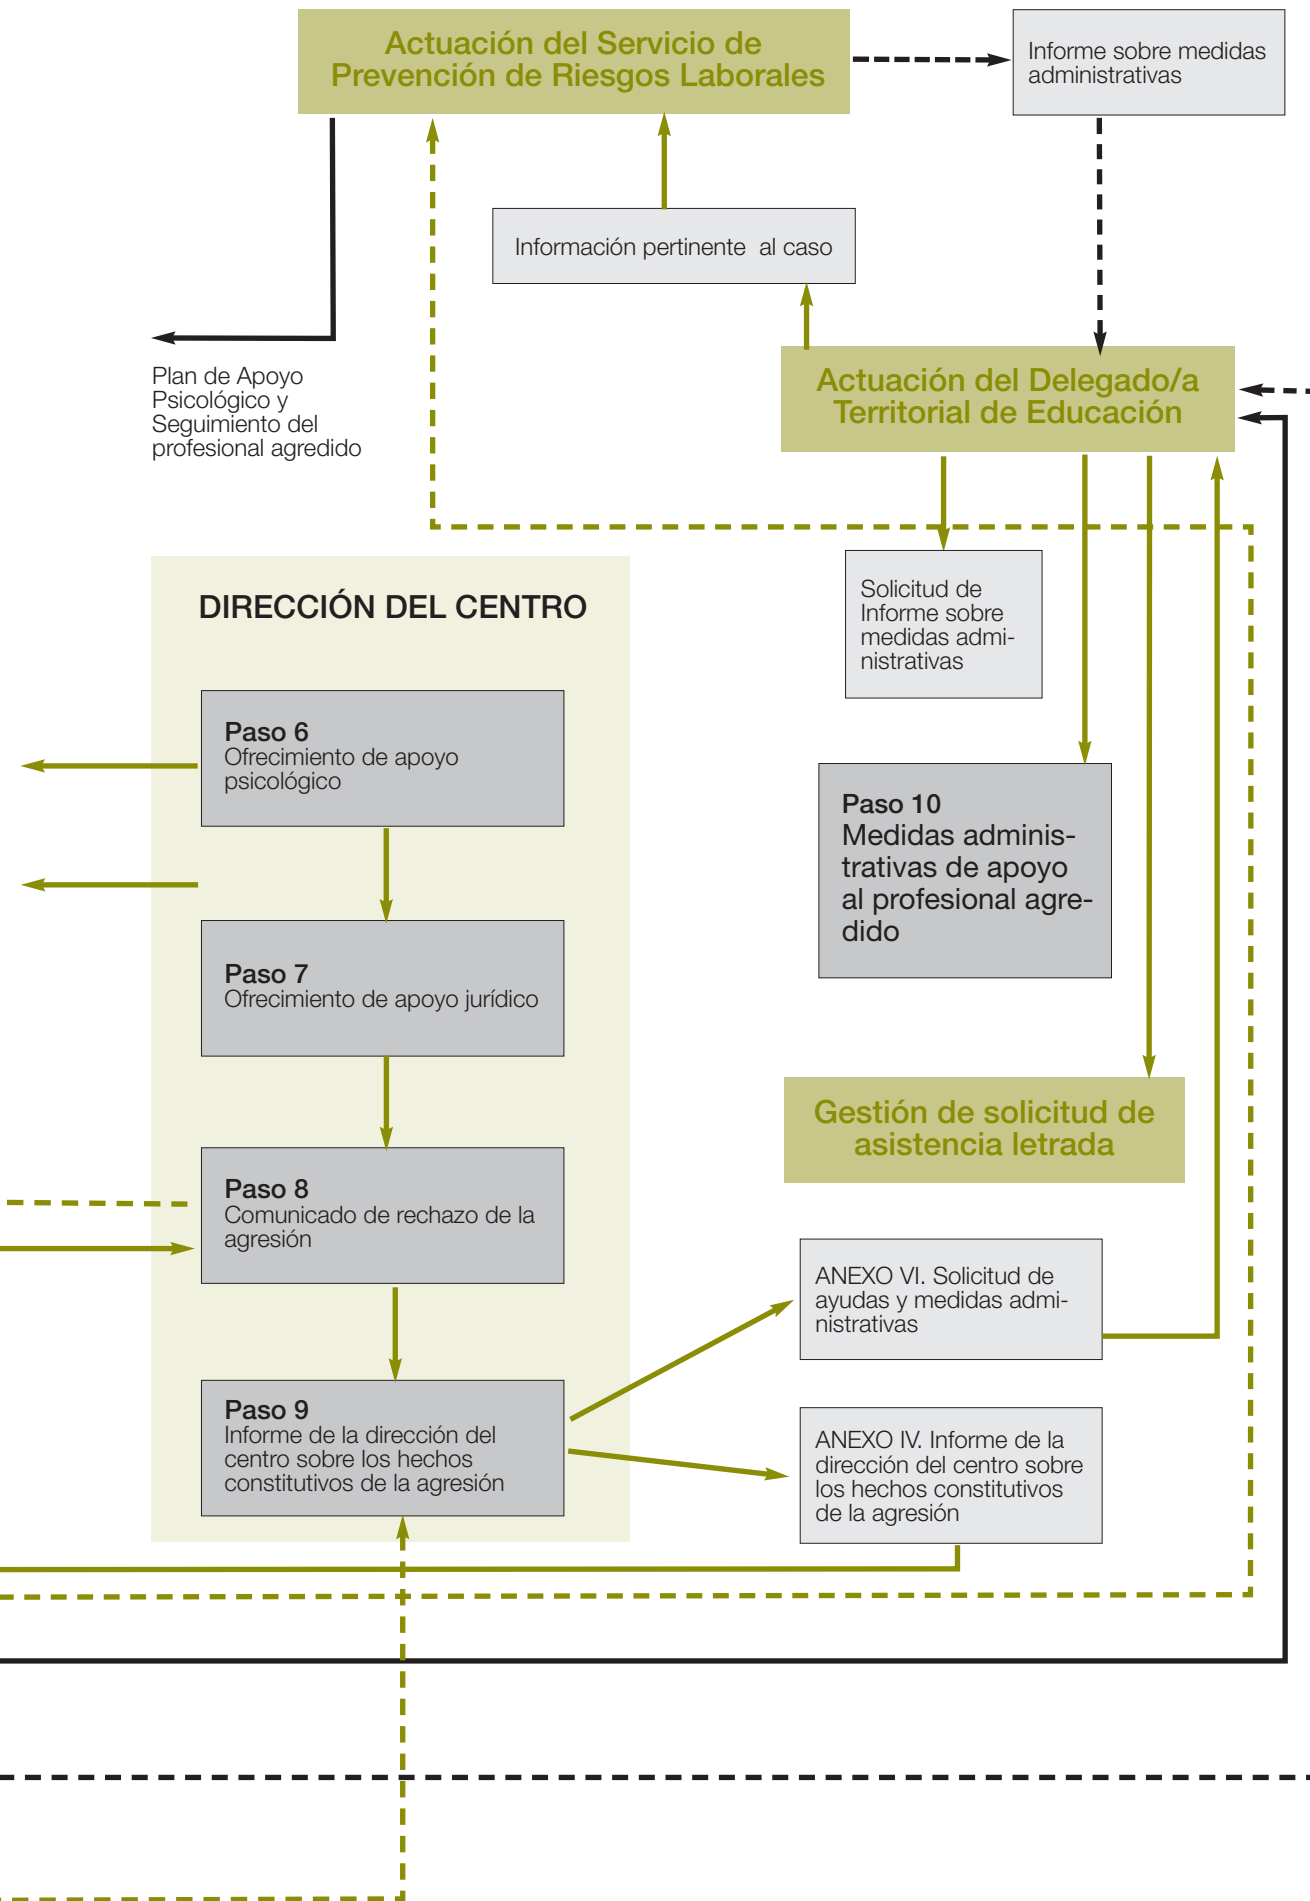 Actuación del Servicio de
Prevención de Riesgos Laborales
Informe sobre medidas
administrativas
Información pertinente al caso
Plan de Apoyo
Psicológico y
Seguimiento del
profesional agredido
Actuación del Delegado/a
Territorial de Educación
Solicitud de
Informe sobre
medidas admi-
nistrativas
DIRECCIÓN DEL CENTRO
Paso 6
Ofrecimiento de apoyo
psicológico
Paso 7
Ofrecimiento de apoyo jurídico
Paso 8
Comunicado de rechazo de la
agresión
Paso 9
Informe de la dirección del
centro sobre los hechos
constitutivos de la agresión
Paso 10
Medidas adminis-
trativas de apoyo
al profesional agre-
dido
Gestión de solicitud de
asistencia letrada
ANEXO VI. Solicitud de
ayudas y medidas admi-
nistrativas
ANEXO IV. Informe de la
dirección del centro sobre
los hechos constitutivos
de la agresión